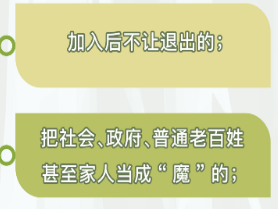 加入后不让退出的；
把社会、政府、普通老百姓
甚至家人当成“魔”的；